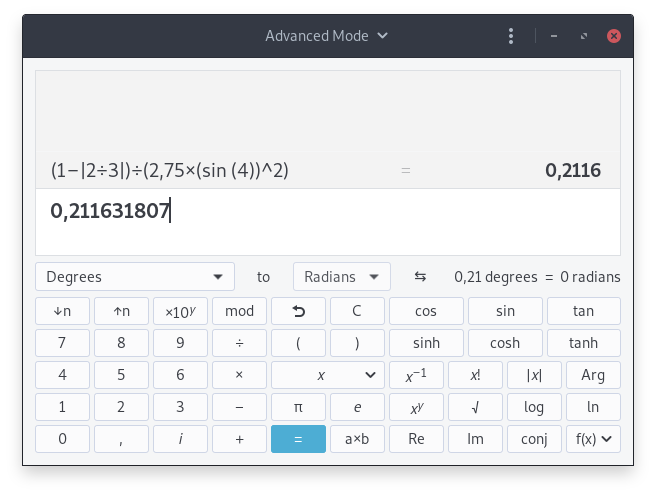 Advanced Mode
(1−|2÷3|)÷(2,75×(sin (4))^2) = 0,2116
0,211631807
Degrees to Radians ⇆ 0,21 degrees = 0 radians
↓n ↑n ×10ʸ mod ⮌ C cos sin tan
7 8 9 ÷ ( ) sinh cosh tanh
4 5 6 × x x⁻¹ x! |x| Arg
1 2 3 − π e xʸ √ log ln
0 , i + = a×b Re Im conj f(x)